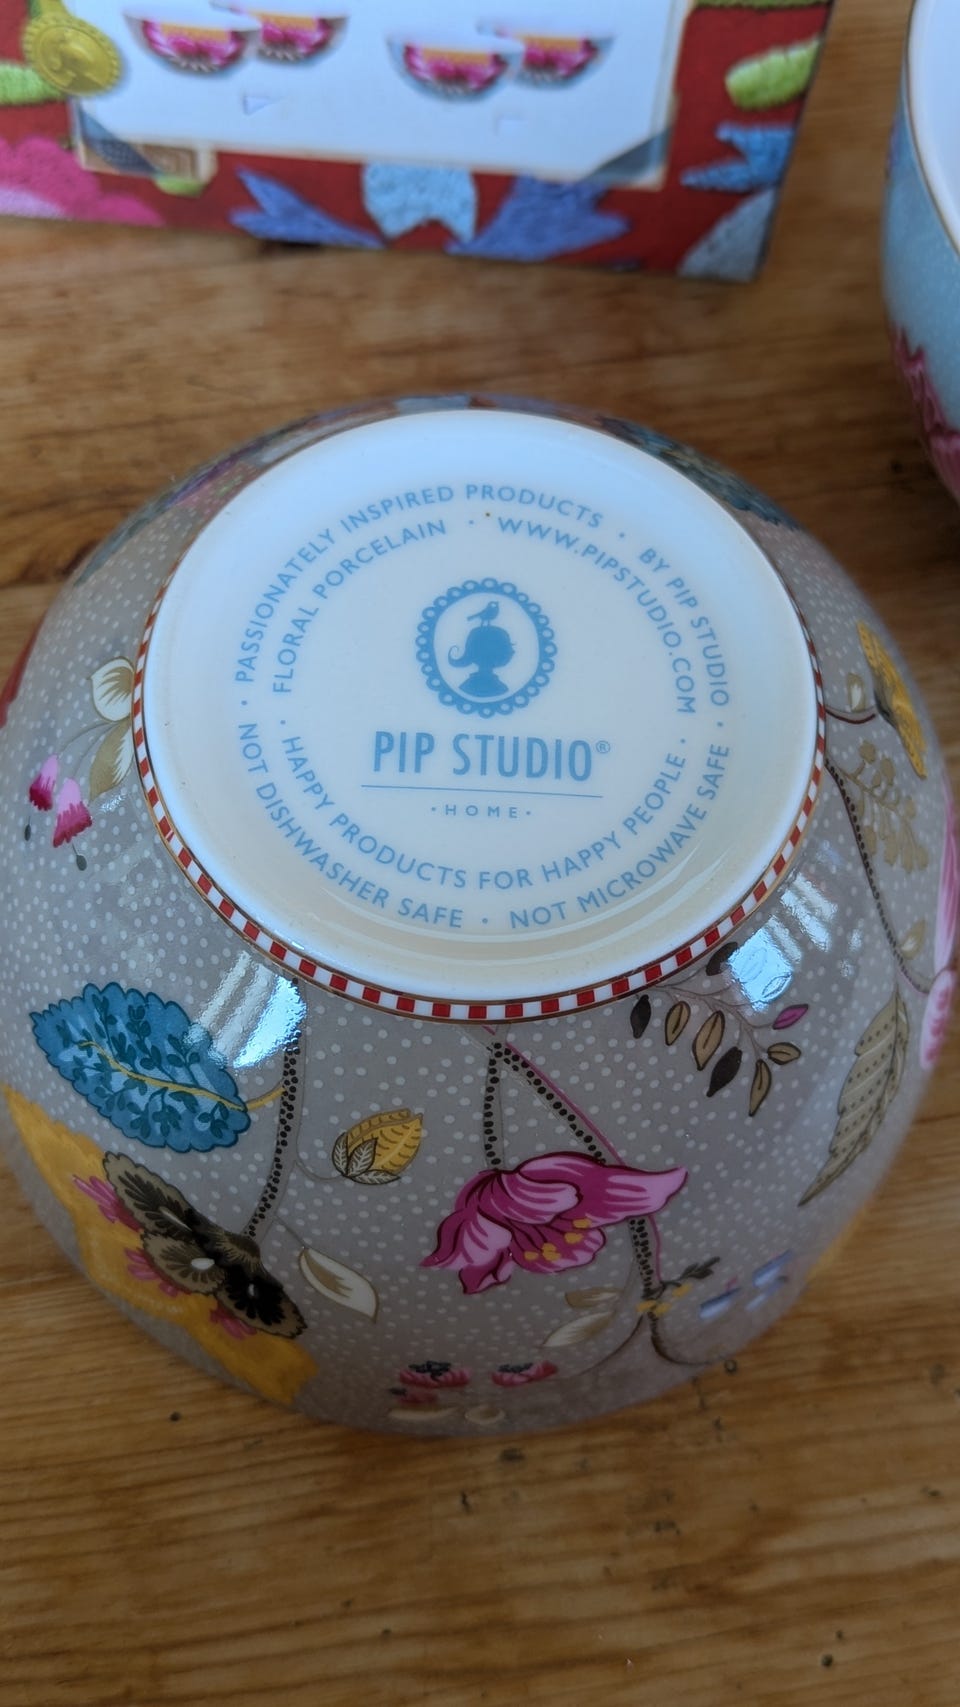 PASSIONATELY INSPIRED PRODUCTS · BY PIP STUDIO · NOT MICROWAVE SAFE · NOT DISHWASHER SAFE ·
FLORAL PORCELAIN · WWW.PIPSTUDIO.COM · HAPPY PRODUCTS FOR HAPPY PEOPLE ·
PIP STUDIO®
·HOME·